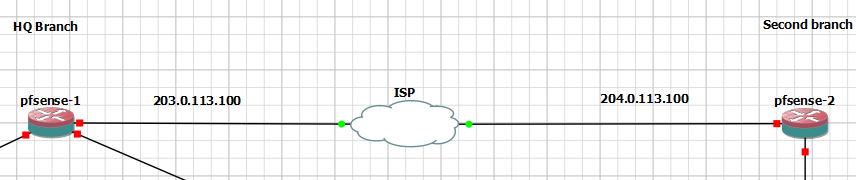 HQ Branch
Second branch
pfsense-1
203.0.113.100
ISP
204.0.113.100
pfsense-2